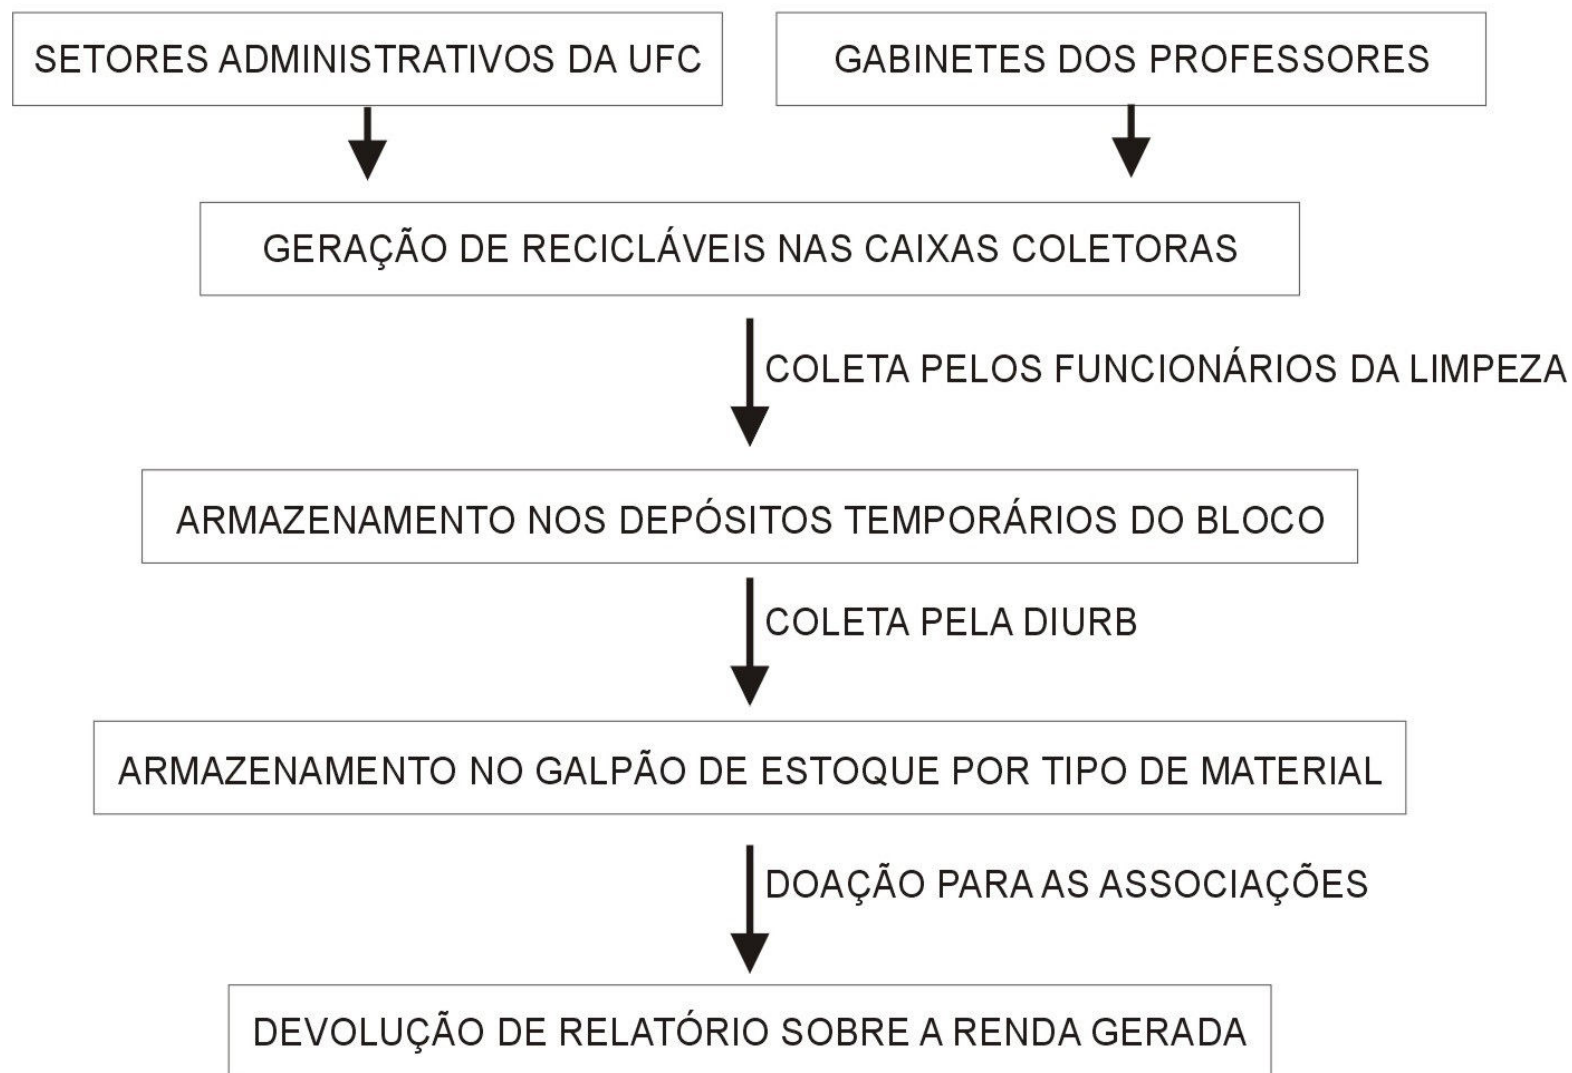 SETORES ADMINISTRATIVOS DA UFC
GABINETES DOS PROFESSORES
GERAÇÃO DE RECICLÁVEIS NAS CAIXAS COLETORAS
COLETA PELOS FUNCIONÁRIOS DA LIMPEZA
ARMAZENAMENTO NOS DEPÓSITOS TEMPORÁRIOS DO BLOCO
COLETA PELA DIURB
ARMAZENAMENTO NO GALPÃO DE ESTOQUE POR TIPO DE MATERIAL
DOAÇÃO PARA AS ASSOCIAÇÕES
DEVOLUÇÃO DE RELATÓRIO SOBRE A RENDA GERADA